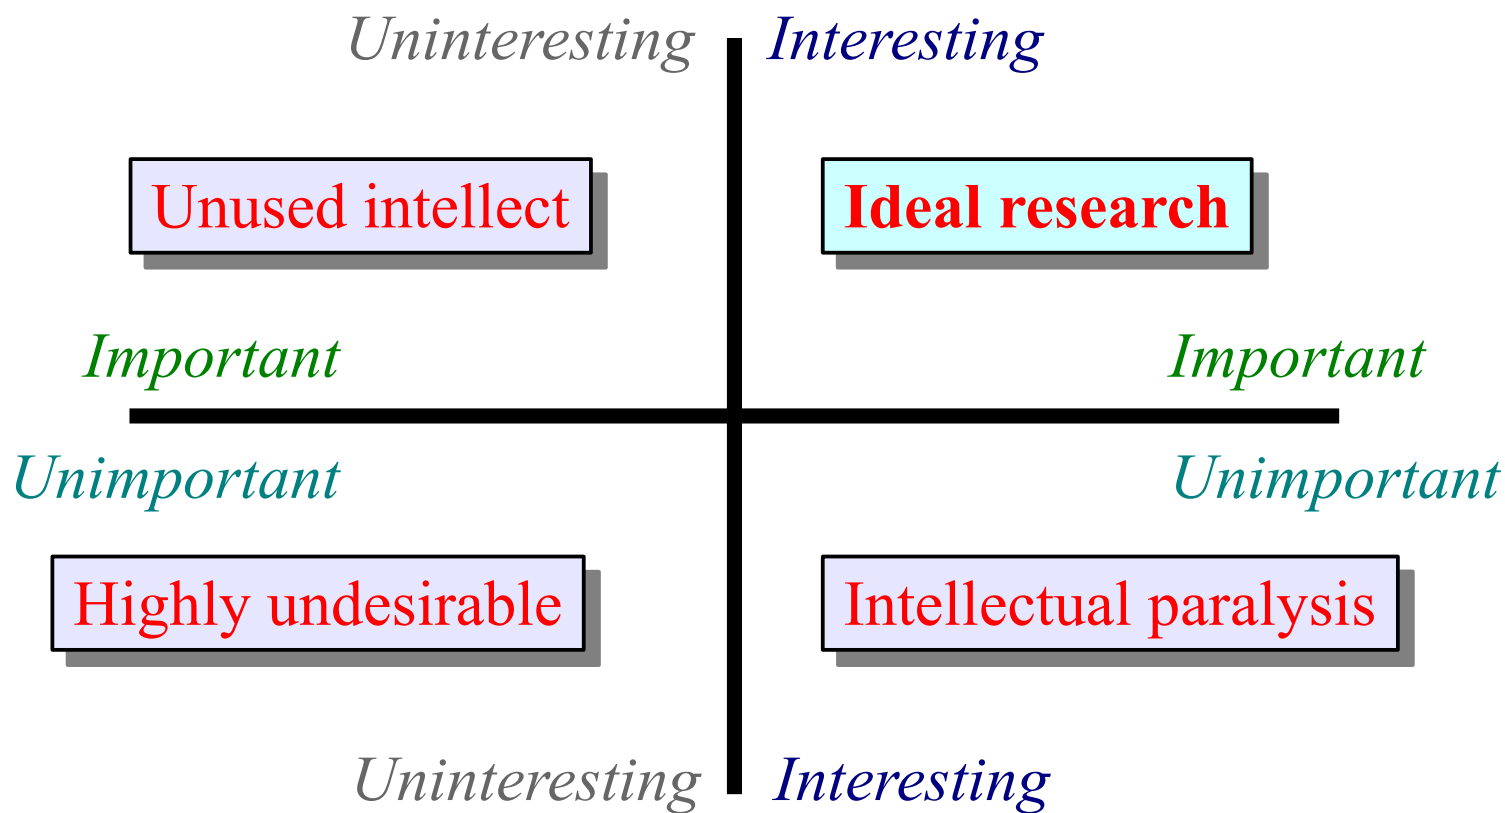 Uninteresting Interesting
Unused intellect Ideal research
Important Important
Unimportant Unimportant
Highly undesirable Intellectual paralysis
Uninteresting Interesting